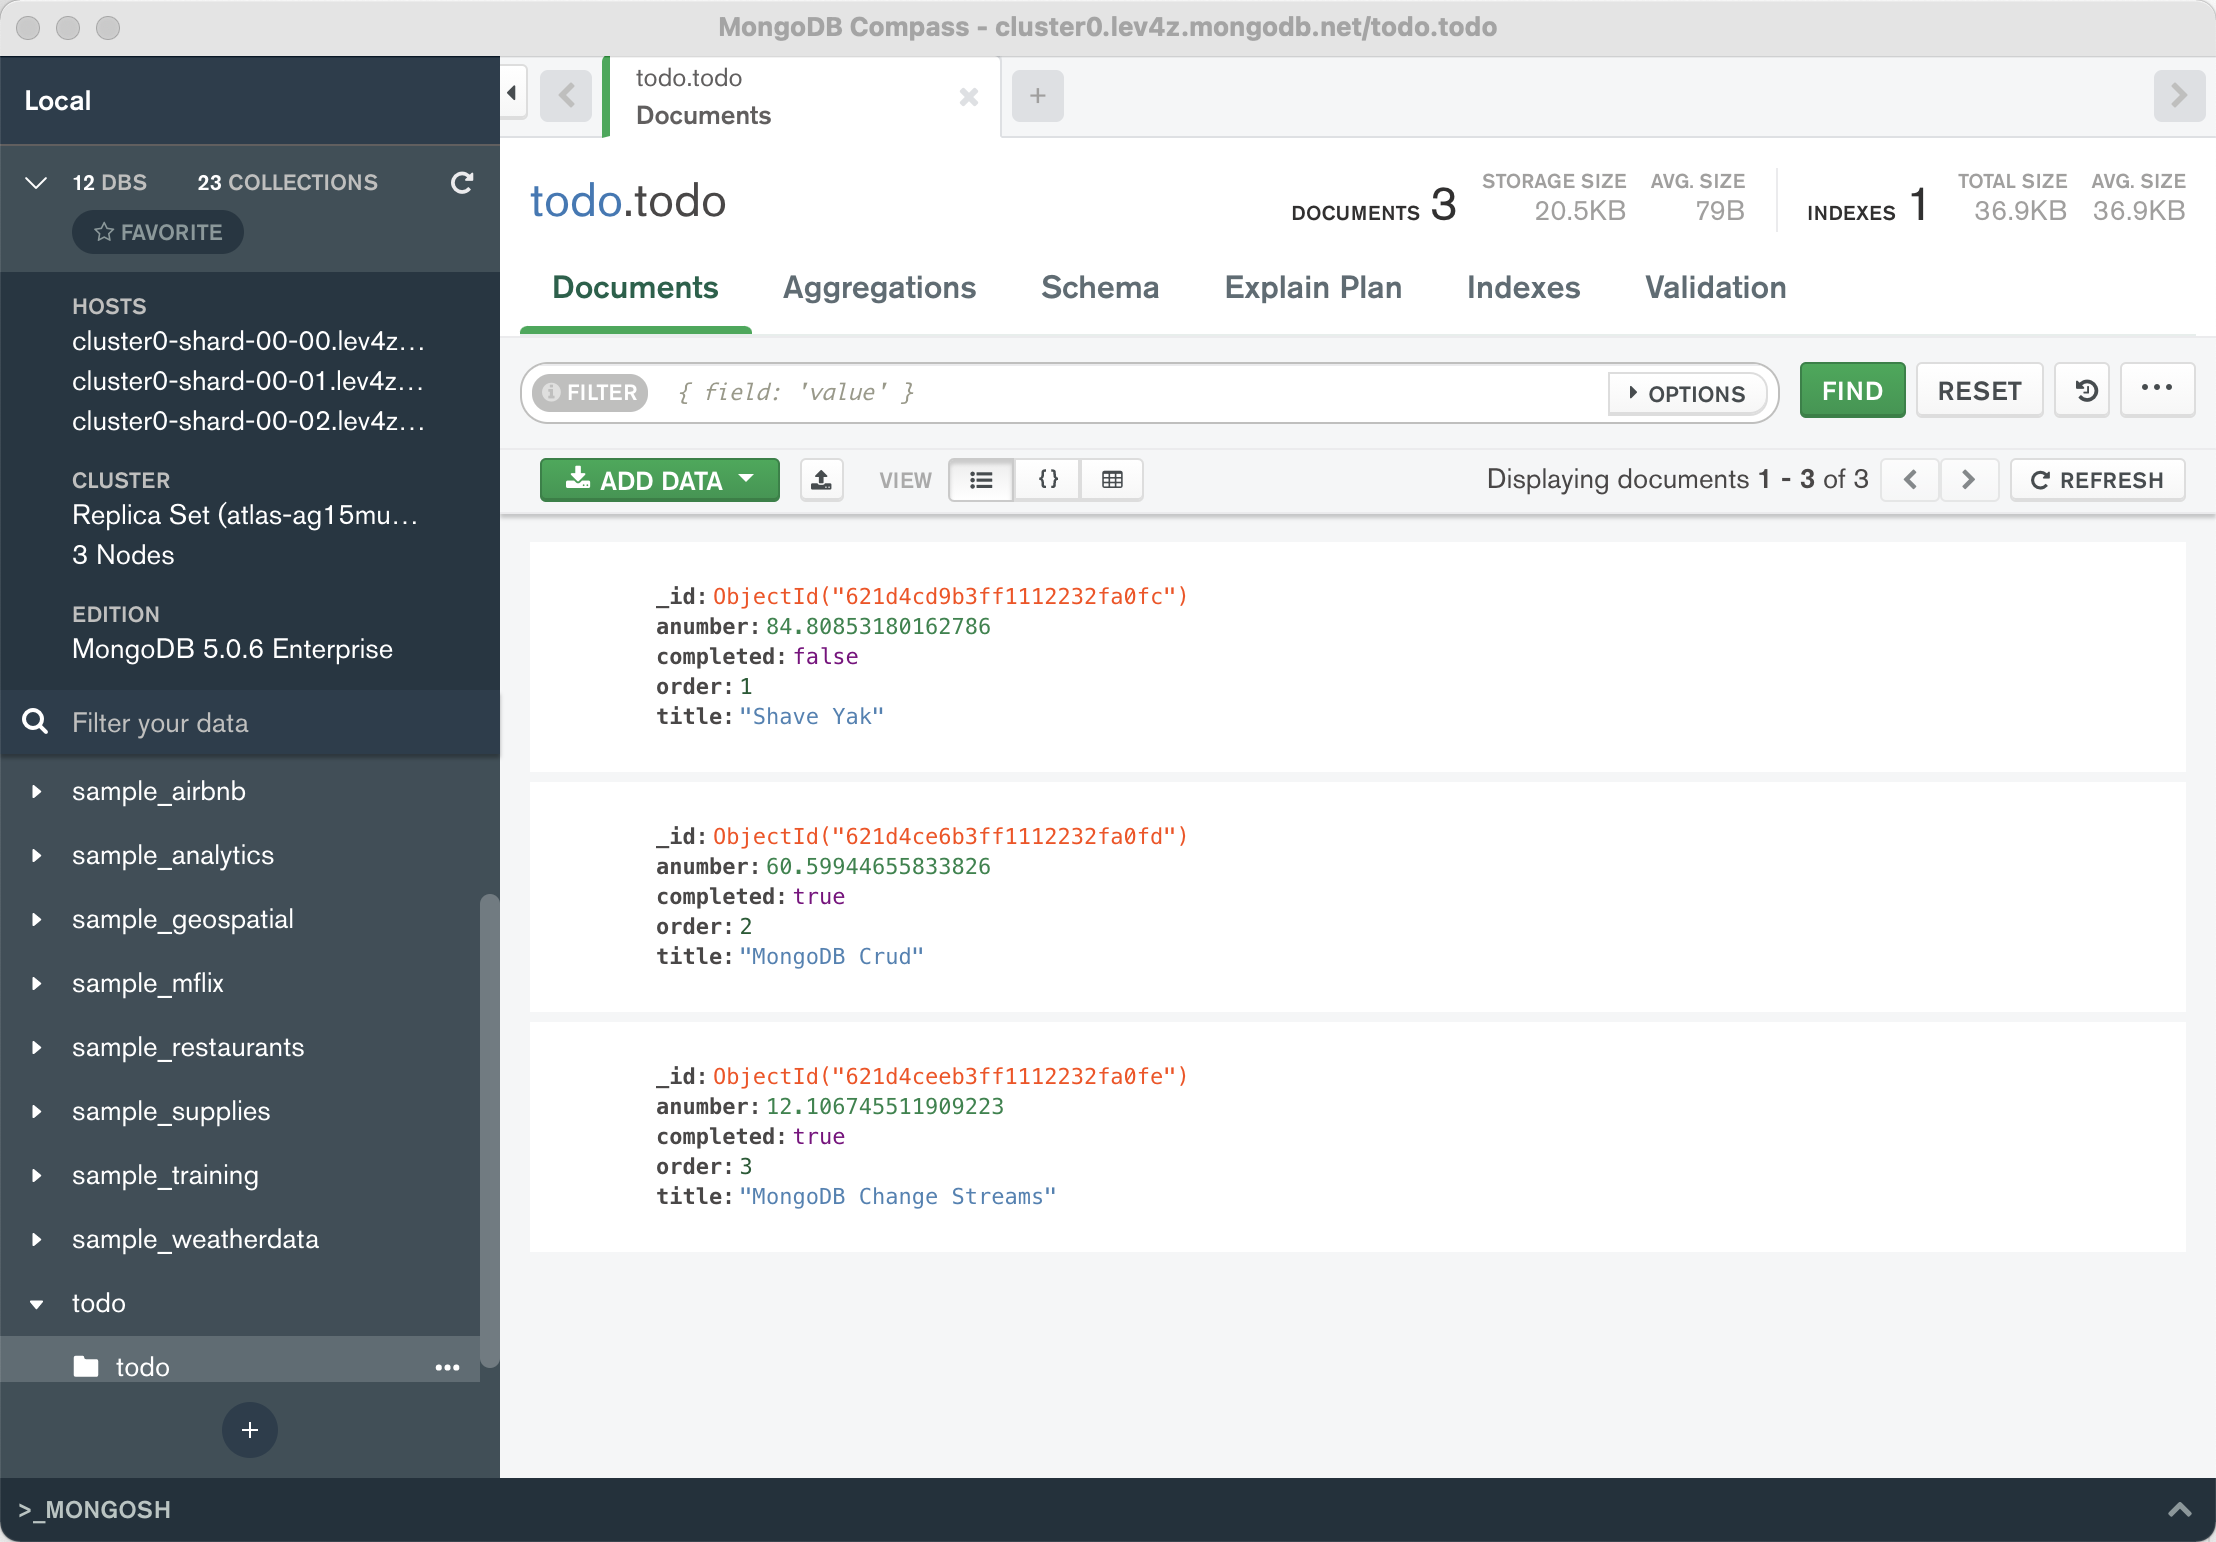 MongoDB Compass - cluster0.lev4z.mongodb.net/todo.todo
Local
12 DBS 23 COLLECTIONS
FAVORITE
HOSTS
cluster0-shard-00-00.lev4z...
cluster0-shard-00-01.lev4z...
cluster0-shard-00-02.lev4z...
CLUSTER
Replica Set (atlas-ag15mu...
3 Nodes
EDITION
MongoDB 5.0.6 Enterprise
Filter your data
sample_airbnb
sample_analytics
sample_geospatial
sample_mflix
sample_restaurants
sample_supplies
sample_training
sample_weatherdata
todo
todo
todo.todo
Documents
todo.todo
DOCUMENTS 3
STORAGE SIZE
20.5KB
AVG. SIZE
79B
INDEXES 1
TOTAL SIZE
36.9KB
AVG. SIZE
36.9KB
Documents Aggregations Schema Explain Plan Indexes Validation
FILTER { field: 'value' } OPTIONS FIND RESET
ADD DATA VIEW {} Displaying documents 1 - 3 of 3 REFRESH
_id: ObjectId("621d4cd9b3ff1112232fa0fc")
anumber: 84.80853180162786
completed: false
order: 1
title: "Shave Yak"
_id: ObjectId("621d4ce6b3ff1112232fa0fd")
anumber: 60.59944655833826
completed: true
order: 2
title: "MongoDB Crud"
_id: ObjectId("621d4ceeb3ff1112232fa0fe")
anumber: 12.106745511909223
completed: true
order: 3
title: "MongoDB Change Streams"
>_MONGOSH